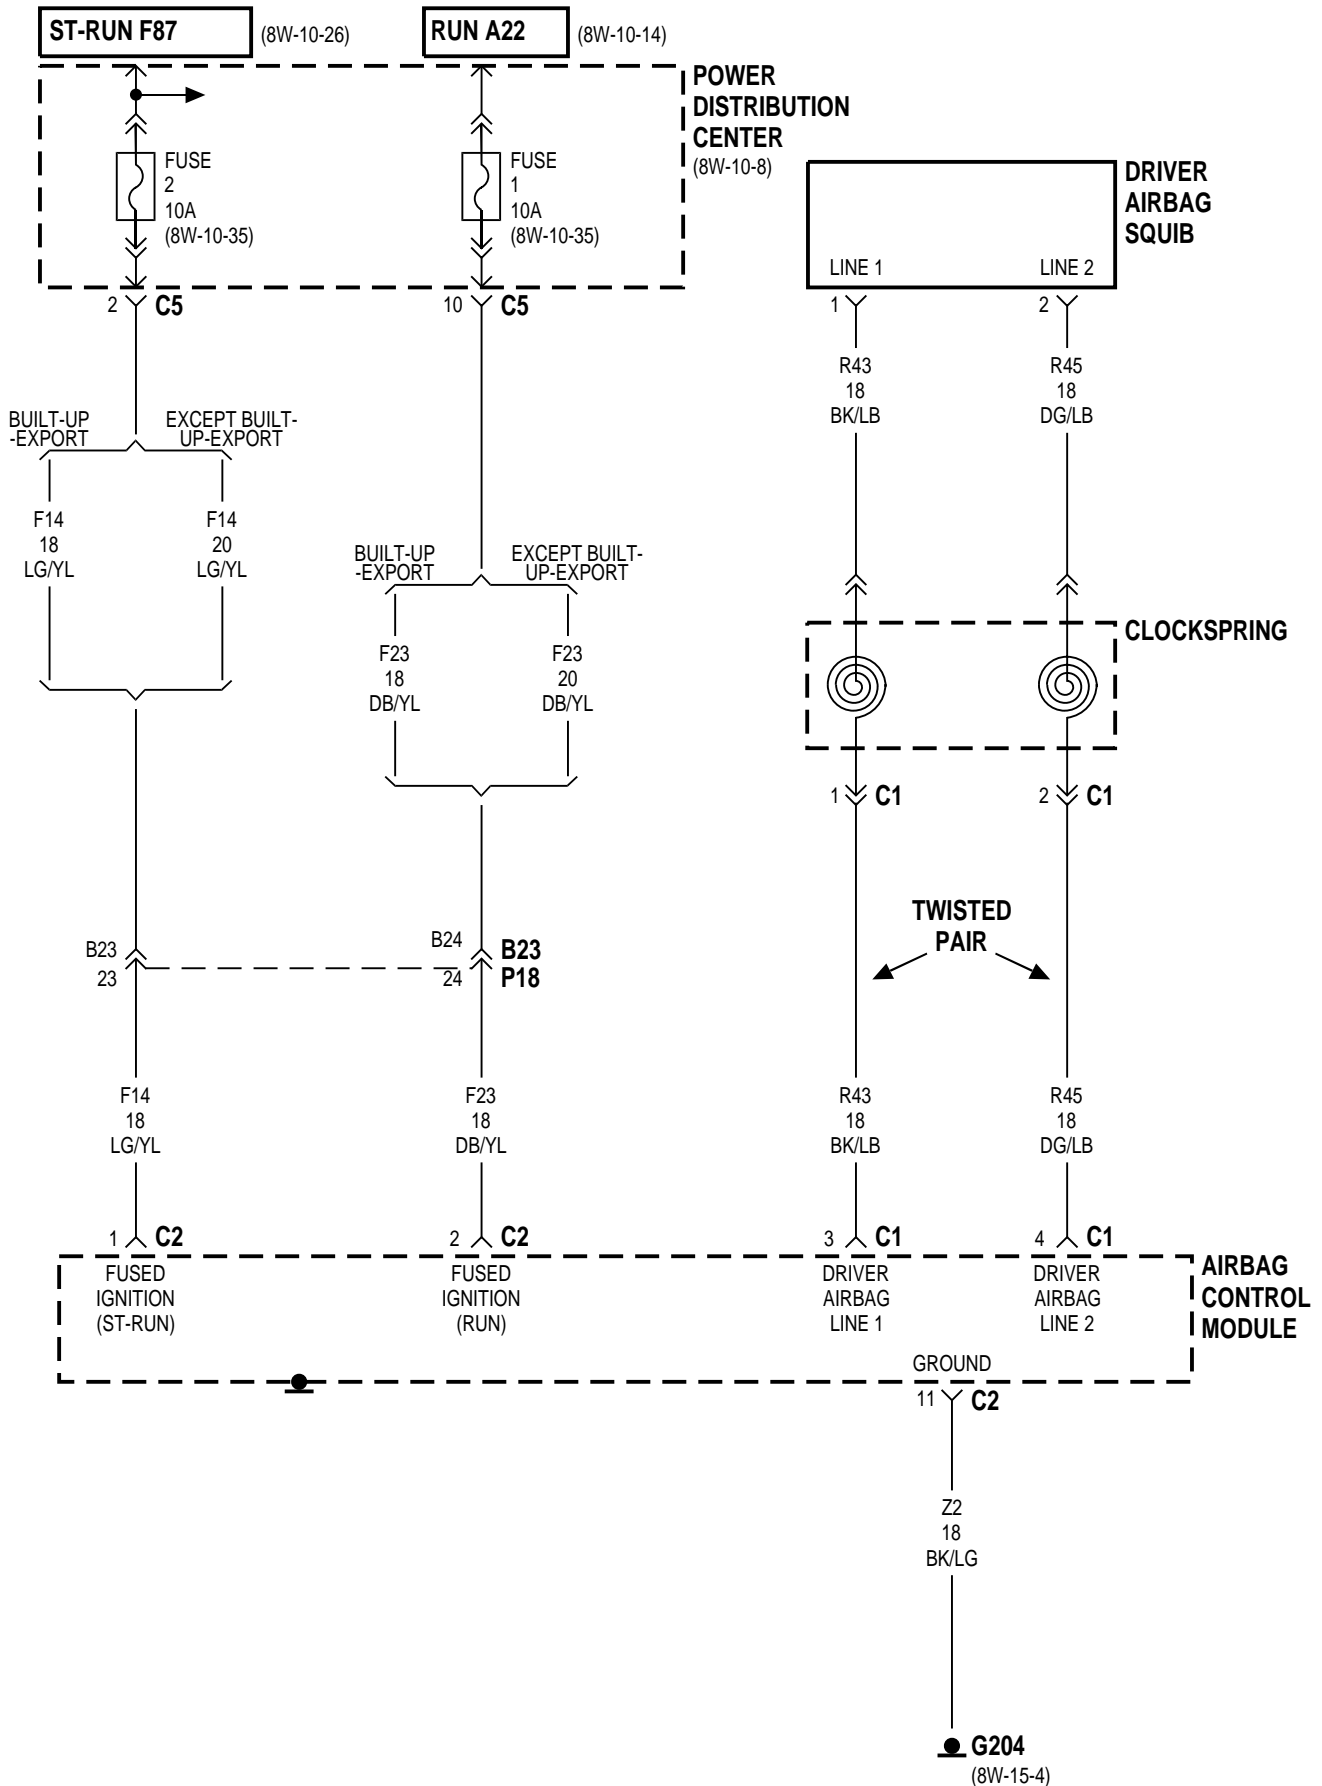 ST-RUN F87
(8W-10-26)
RUN A22
(8W-10-14)
POWER
DISTRIBUTION
CENTER
(8W-10-8)
FUSE
2
10A
(8W-10-35)
FUSE
1
10A
(8W-10-35)
DRIVER
AIRBAG
SQUIB
LINE 1
LINE 2
2
C5
10
C5
1
2
R43
18
BK/LB
R45
18
DG/LB
BUILT-UP
-EXPORT
EXCEPT BUILT-
UP-EXPORT
F14
18
LG/YL
F14
20
LG/YL
BUILT-UP
-EXPORT
EXCEPT BUILT-
UP-EXPORT
F23
18
DB/YL
F23
20
DB/YL
CLOCKSPRING
1
C1
2
C1
TWISTED
PAIR
B23
23
B24
24
B23
P18
F14
18
LG/YL
F23
18
DB/YL
R43
18
BK/LB
R45
18
DG/LB
1
C2
2
C2
3
C1
4
C1
FUSED
IGNITION
(ST-RUN)
FUSED
IGNITION
(RUN)
DRIVER
AIRBAG
LINE 1
DRIVER
AIRBAG
LINE 2
AIRBAG
CONTROL
MODULE
GROUND
11
C2
Z2
18
BK/LG
G204
(8W-15-4)